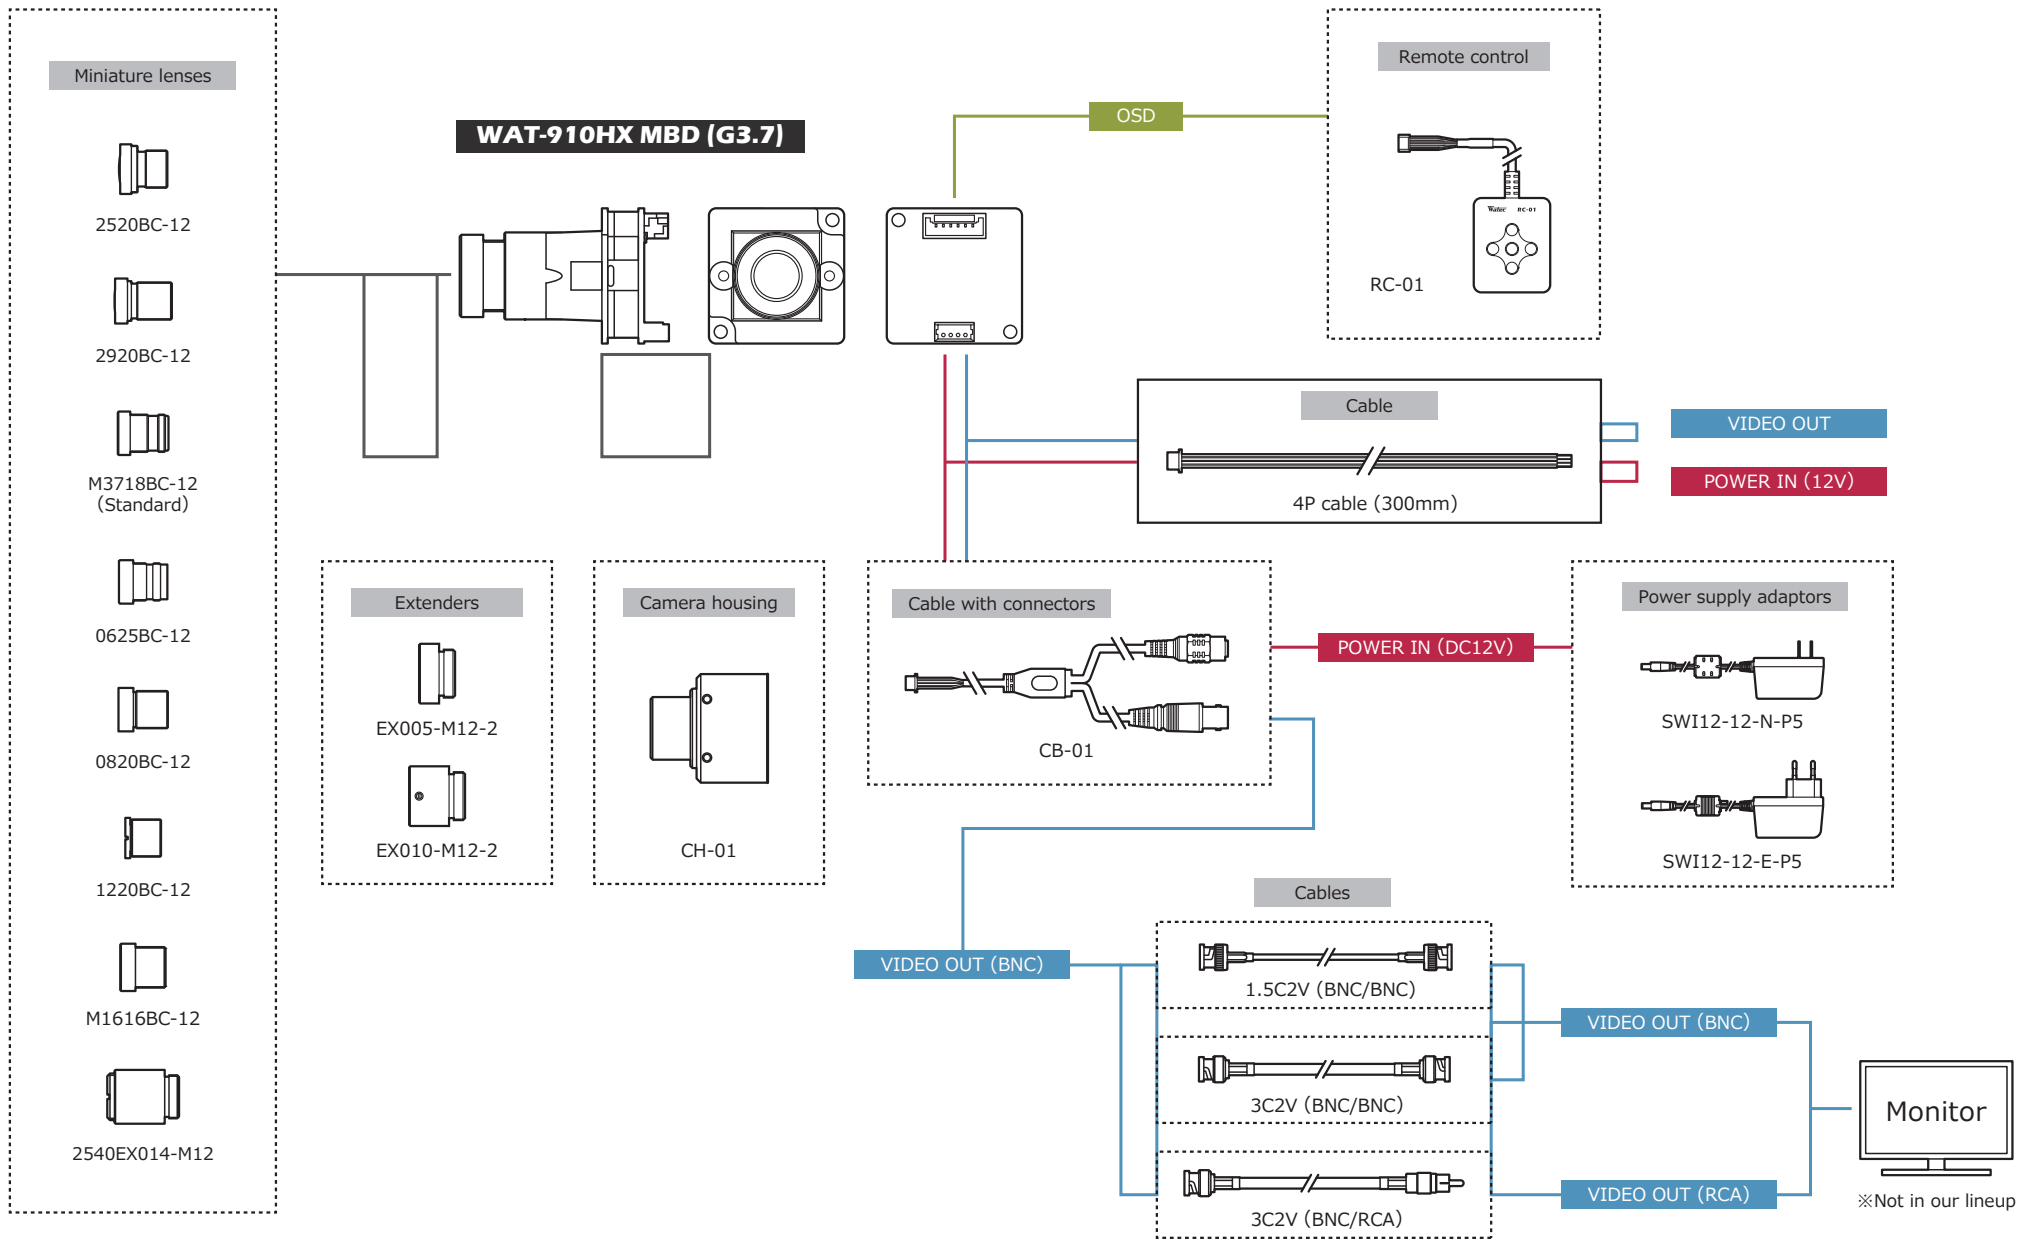 Miniature lenses
2520BC-12
2920BC-12
M3718BC-12
(Standard)
0625BC-12
0820BC-12
1220BC-12
M1616BC-12
2540EX014-M12
WAT-910HX MBD (G3.7)
OSD
Remote control
Watec RC-01
RC-01
Cable
4P cable (300mm)
VIDEO OUT
POWER IN (12V)
Extenders
EX005-M12-2
EX010-M12-2
Camera housing
CH-01
Cable with connectors
CB-01
POWER IN (DC12V)
Power supply adaptors
SWI12-12-N-P5
SWI12-12-E-P5
Cables
VIDEO OUT (BNC)
1.5C2V (BNC/BNC)
3C2V (BNC/BNC)
3C2V (BNC/RCA)
VIDEO OUT (BNC)
VIDEO OUT (RCA)
Monitor
※Not in our lineup